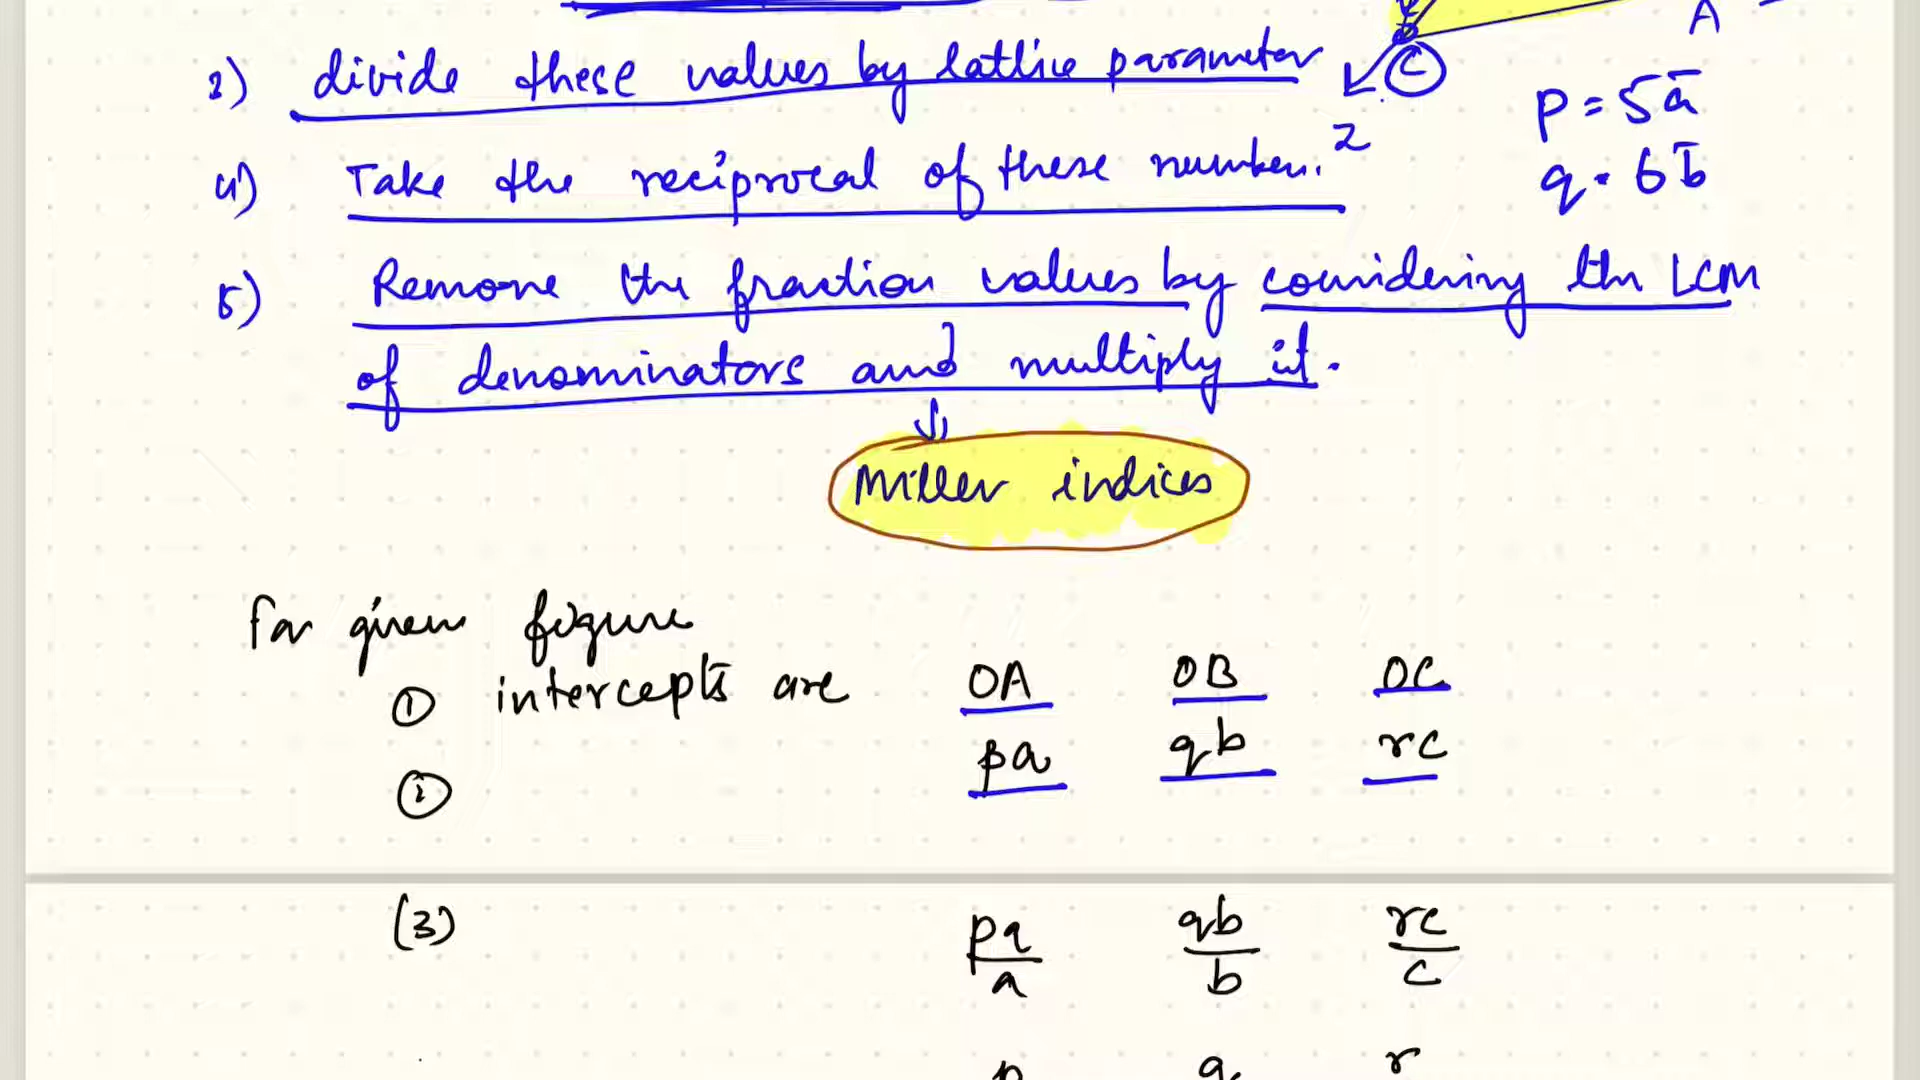 A
3) divide these values by lattice parameter
C
p = 5a̅
4) Take the reciprocal of these number.
Z
q = 6b̅
5) Remove the fraction values by considering the LCM
of denominators and multiply it.
Miller indices
for given figure
① intercepts are OA OB OC
② pa qb rc
(3) pa/a qb/b rc/c
p q r